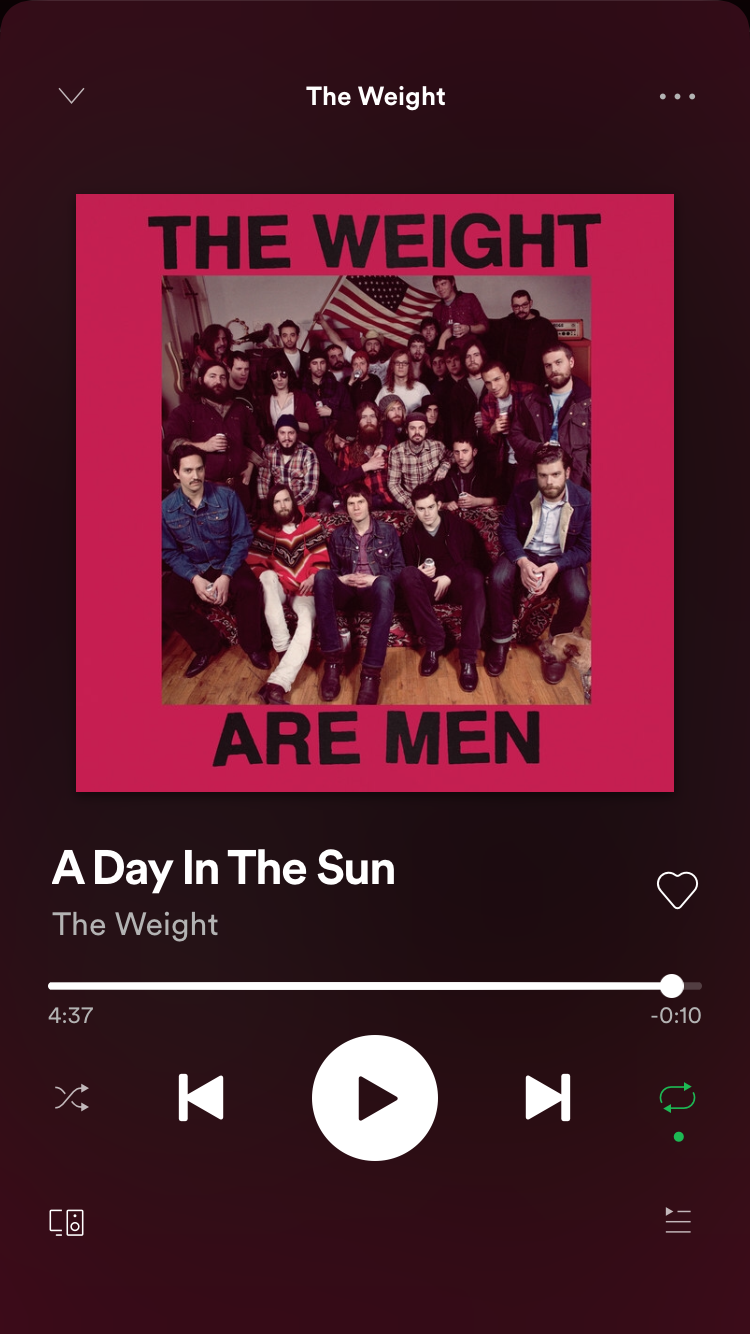 The Weight
THE WEIGHT
ARE MEN
A Day In The Sun
The Weight
4:37
-0:10